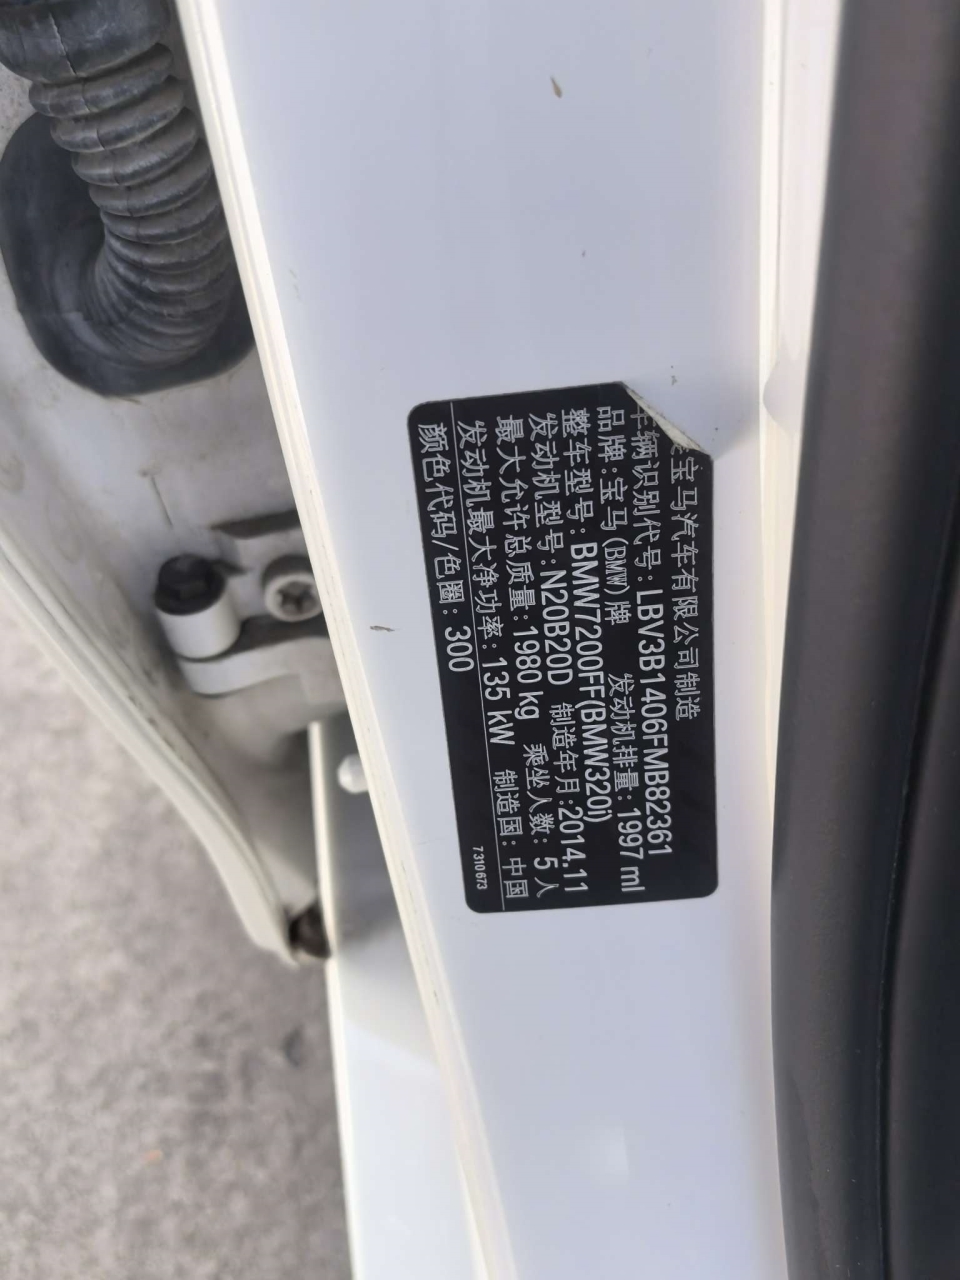 宝马汽车有限公司制造
车辆识别代号:LBV3B1406FMB82361
品牌:宝马(BMW)牌 发动机排量:1997 ml
整车型号:BMW7200FF(BMW320i)
发动机型号:N20B20D 制造年月:2014.11
最大允许总质量:1980 kg 乘坐人数: 5 人
发动机最大净功率: 135 kW 制造国: 中国
颜色代码/色圈: 300
7310673